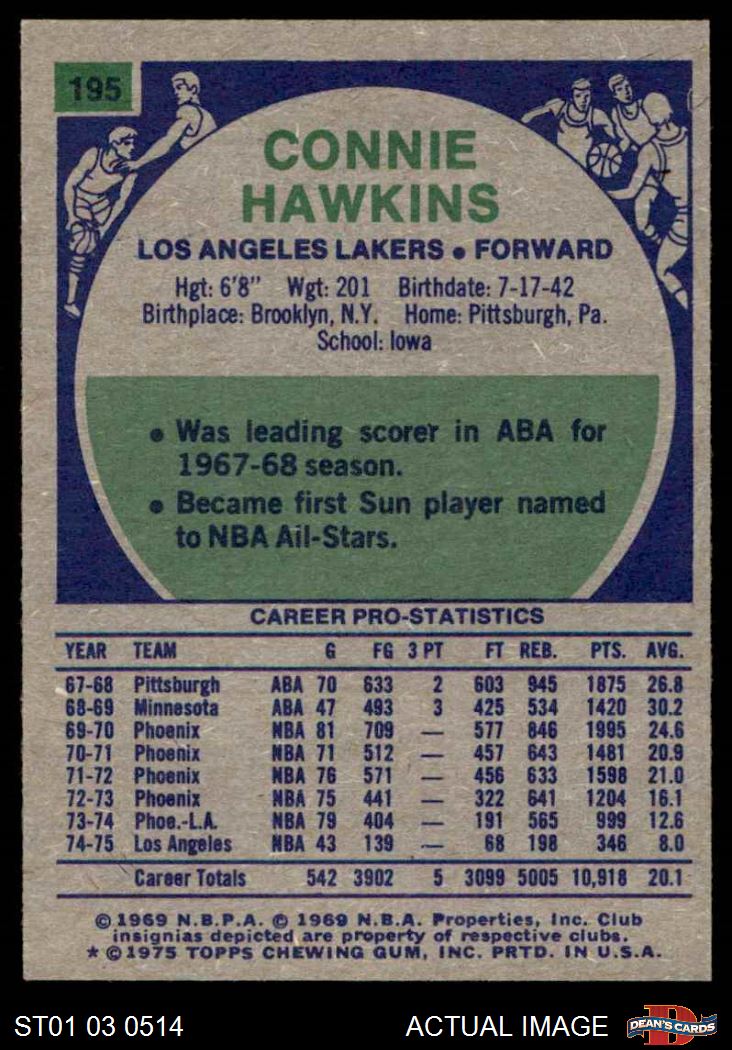 195
CONNIE
HAWKINS
LOS ANGELES LAKERS • FORWARD
Hgt: 6'8" Wgt: 201 Birthdate: 7-17-42
Birthplace: Brooklyn, N.Y. Home: Pittsburgh, Pa.
School: Iowa
• Was leading scorer in ABA for
1967-68 season.
• Became first Sun player named
to NBA All-Stars.
CAREER PRO-STATISTICS
YEAR TEAM G FG 3 PT FT REB. PTS. AVG.
67-68 Pittsburgh ABA 70 633 2 603 945 1875 26.8
68-69 Minnesota ABA 47 493 3 425 534 1420 30.2
69-70 Phoenix NBA 81 709 — 577 846 1995 24.6
70-71 Phoenix NBA 71 512 — 457 643 1481 20.9
71-72 Phoenix NBA 76 571 — 456 633 1598 21.0
72-73 Phoenix NBA 75 441 — 322 641 1204 16.1
73-74 Phoe.-L.A. NBA 79 404 — 191 565 999 12.6
74-75 Los Angeles NBA 43 139 — 68 198 346 8.0
Career Totals 542 3902 5 3099 5005 10,918 20.1
© 1969 N.B.P.A. © 1969 N.B.A. Properties, Inc. Club
insignias depicted are property of respective clubs.
* © 1975 TOPPS CHEWING GUM, INC. PRTD. IN U.S.A.
ST01 03 0514 ACTUAL IMAGE DEAN'S CARDS